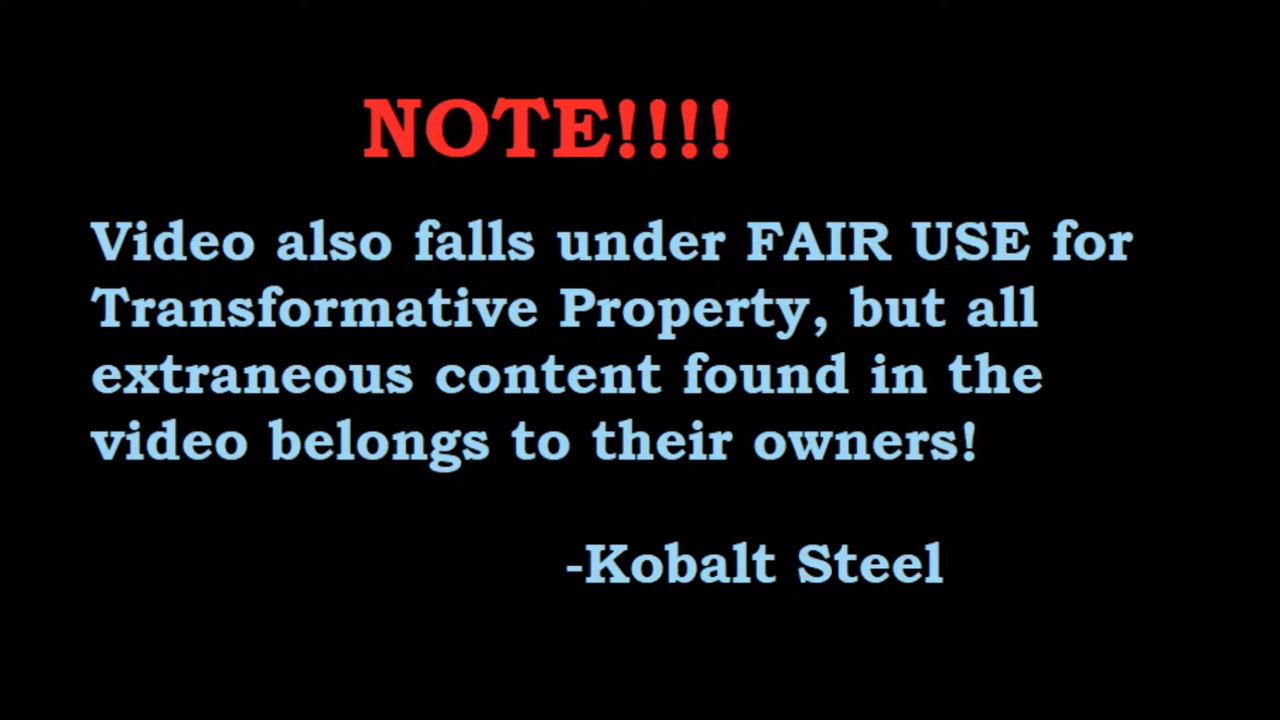 NOTE!!!!
Video also falls under FAIR USE for
Transformative Property, but all
extraneous content found in the
video belongs to their owners!
-Kobalt Steel